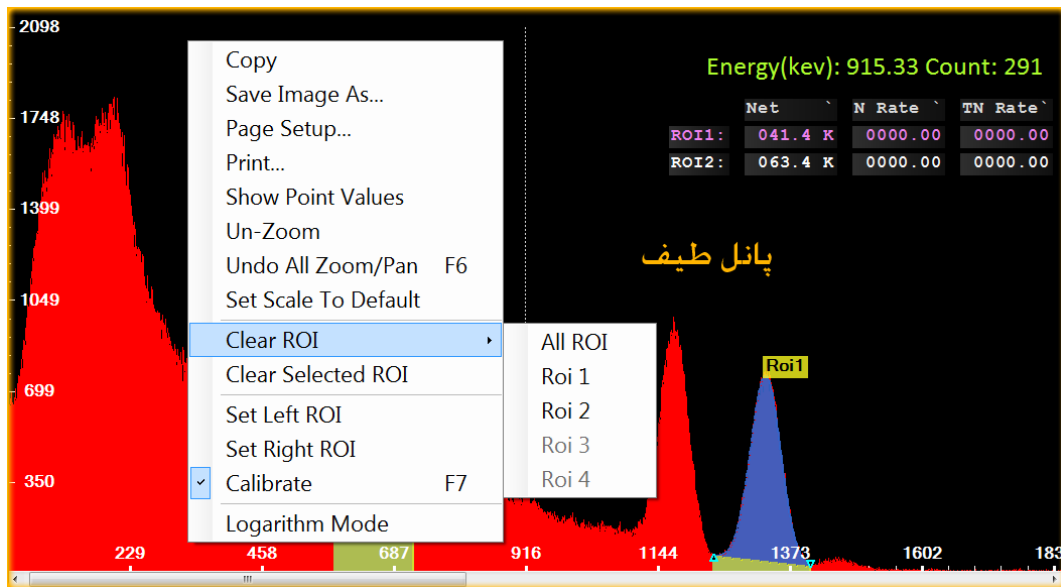 2098
Energy(kev): 915.33 Count: 291
Net ` N Rate ` TN Rate`
ROI1: 041.4 K 0000.00 0000.00
ROI2: 063.4 K 0000.00 0000.00
1748
1399
1049
699
350
پانل طیف
Copy
Save Image As...
Page Setup...
Print...
Show Point Values
Un-Zoom
Undo All Zoom/Pan F6
Set Scale To Default
Clear ROI
Clear Selected ROI
Set Left ROI
Set Right ROI
Calibrate F7
Logarithm Mode
All ROI
Roi 1
Roi 2
Roi 3
Roi 4
Roi1
229 458 687 916 1144 1373 1602